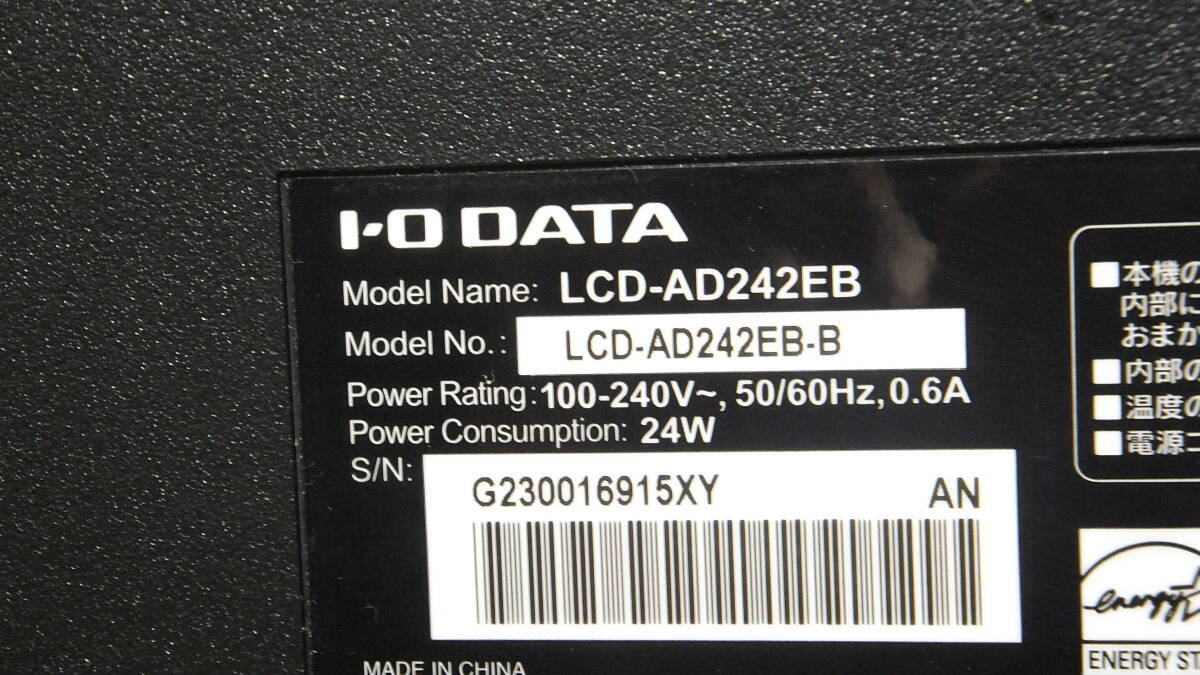 I-O DATA
Model Name: LCD-AD242EB
Model No.: LCD-AD242EB-B
Power Rating: 100-240V~, 50/60Hz, 0.6A
Power Consumption: 24W
S/N: G230016915XY AN
MADE IN CHINA
■本機の
内部に
おまか
■内部の
■温度の
■電源コ
energy
ENERGY ST